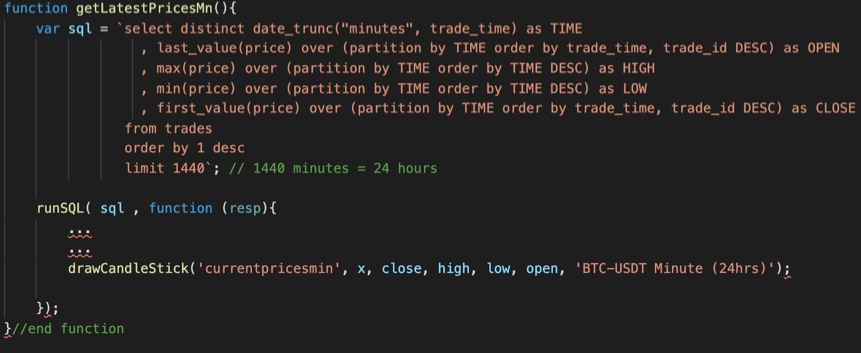 function getLatestPricesMn(){
var sql = `select distinct date_trunc("minutes", trade_time) as TIME
, last_value(price) over (partition by TIME order by trade_time, trade_id DESC) as OPEN
, max(price) over (partition by TIME order by TIME DESC) as HIGH
, min(price) over (partition by TIME order by TIME DESC) as LOW
, first_value(price) over (partition by TIME order by trade_time, trade_id DESC) as CLOSE
from trades
order by 1 desc
limit 1440`; // 1440 minutes = 24 hours
runSQL( sql , function (resp){
...
...
drawCandleStick('currentpricesmin', x, close, high, low, open, 'BTC-USDT Minute (24hrs)');
});
}//end function